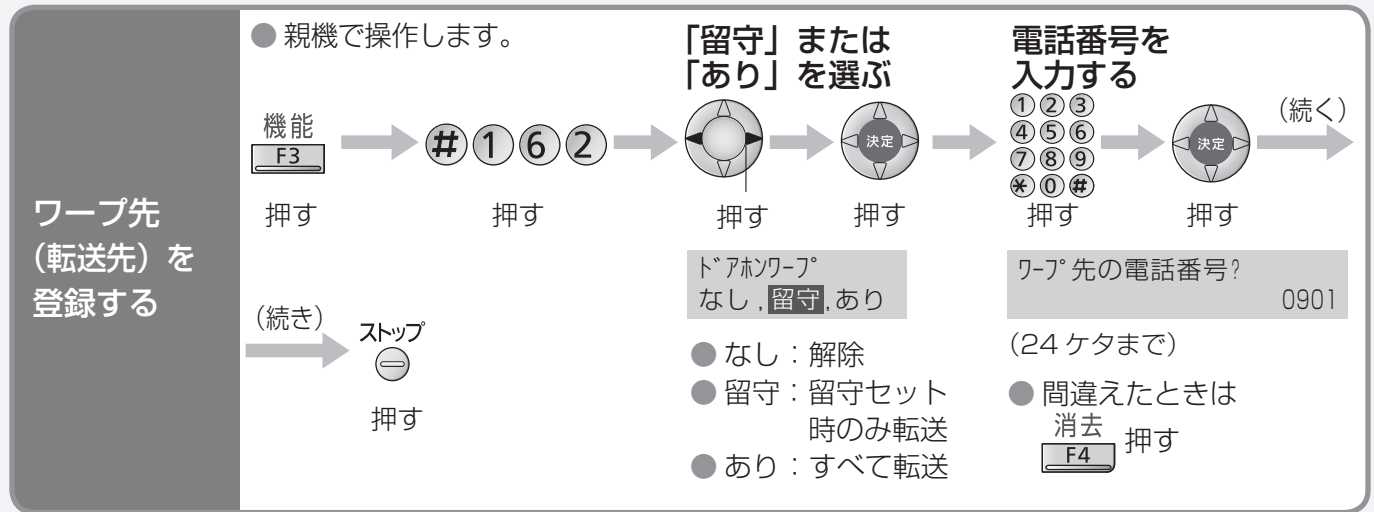 ワープ先
（転送先）を
登録する
● 親機で操作します。
機能
F3
押す
#162
押す
「留守」または
「あり」を選ぶ
押す
決定
押す
ﾄﾞｱﾎﾝﾜｰﾌﾟ
なし,留守,あり
● なし：解除
● 留守：留守セット
時のみ転送
● あり：すべて転送
電話番号を
入力する
①②③
④⑤⑥
⑦⑧⑨
＊⓪#
押す
ﾜｰﾌﾟ先の電話番号?
0901
（24ケタまで）
● 間違えたときは
消去
F4 押す
決定
押す
（続く）
（続き）
ストップ
押す